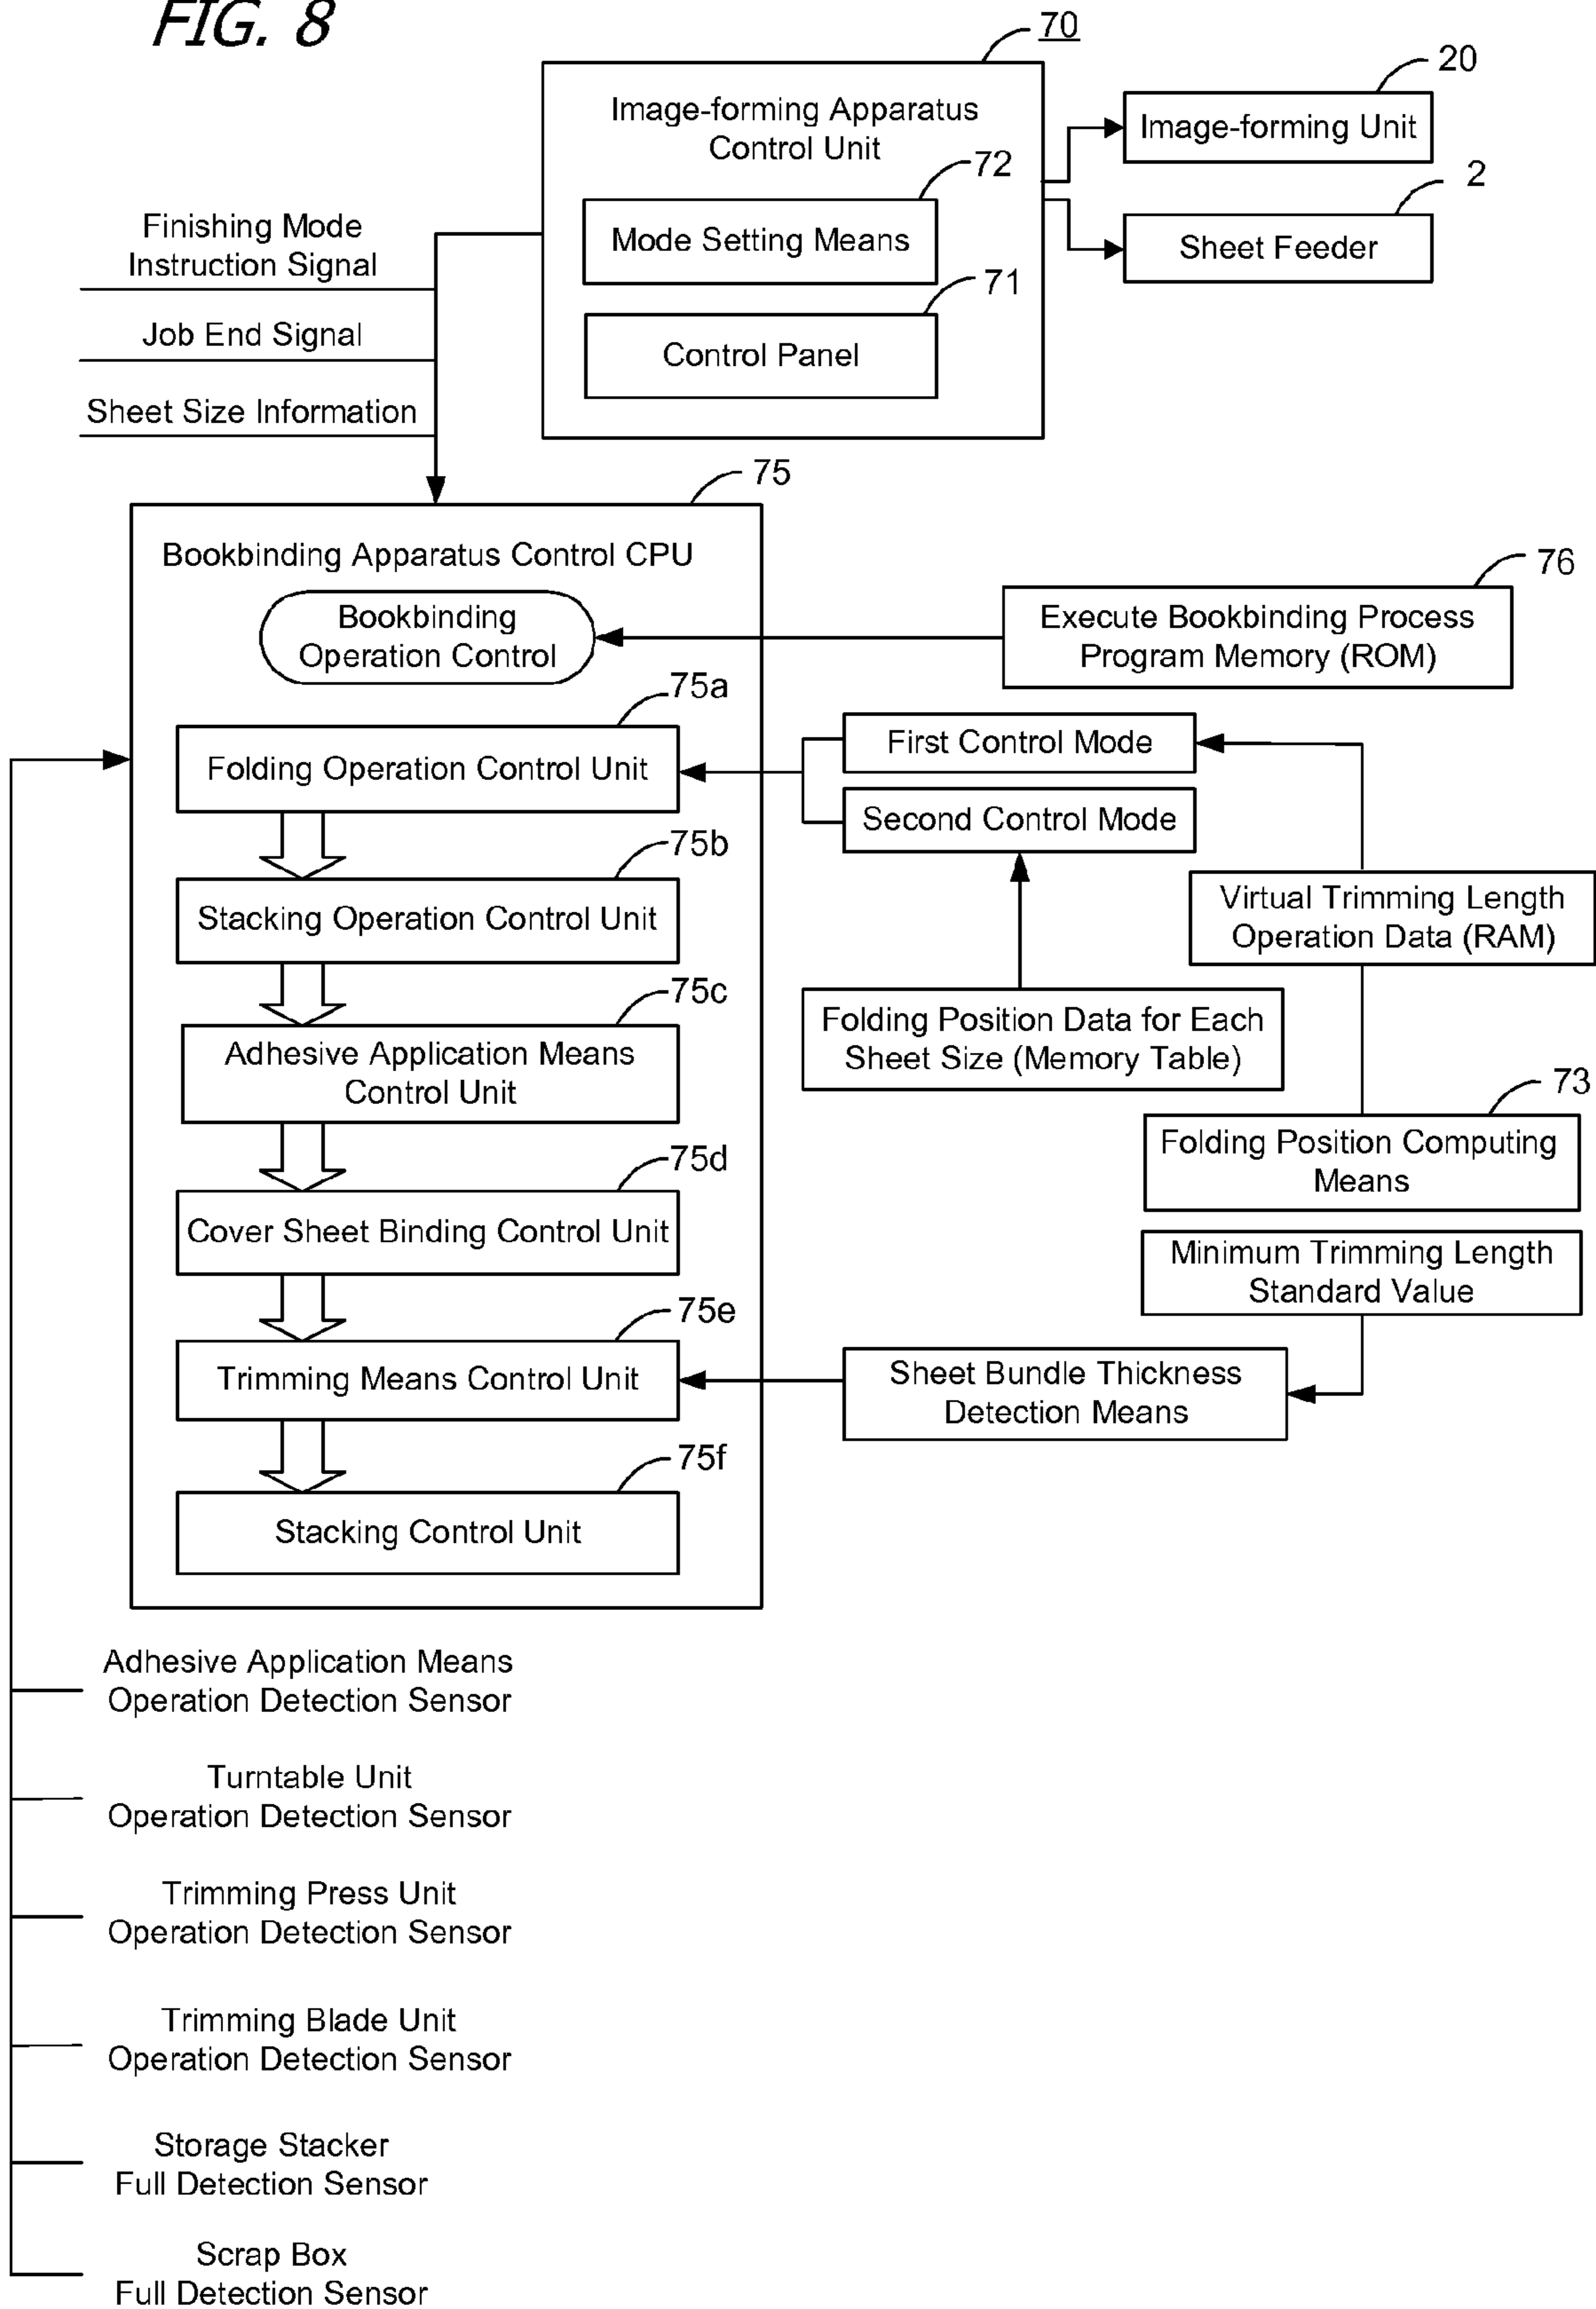 FIG. 8
70
Image-forming Apparatus
Control Unit
72
Mode Setting Means
71
Control Panel
20
Image-forming Unit
2
Sheet Feeder
Finishing Mode
Instruction Signal
Job End Signal
Sheet Size Information
75
Bookbinding Apparatus Control CPU
Bookbinding
Operation Control
76
Execute Bookbinding Process
Program Memory (ROM)
75a
Folding Operation Control Unit
First Control Mode
Second Control Mode
75b
Stacking Operation Control Unit
Virtual Trimming Length
Operation Data (RAM)
75c
Adhesive Application Means
Control Unit
Folding Position Data for Each
Sheet Size (Memory Table)
73
Folding Position Computing
Means
75d
Cover Sheet Binding Control Unit
Minimum Trimming Length
Standard Value
75e
Trimming Means Control Unit
Sheet Bundle Thickness
Detection Means
75f
Stacking Control Unit
Adhesive Application Means
Operation Detection Sensor
Turntable Unit
Operation Detection Sensor
Trimming Press Unit
Operation Detection Sensor
Trimming Blade Unit
Operation Detection Sensor
Storage Stacker
Full Detection Sensor
Scrap Box
Full Detection Sensor